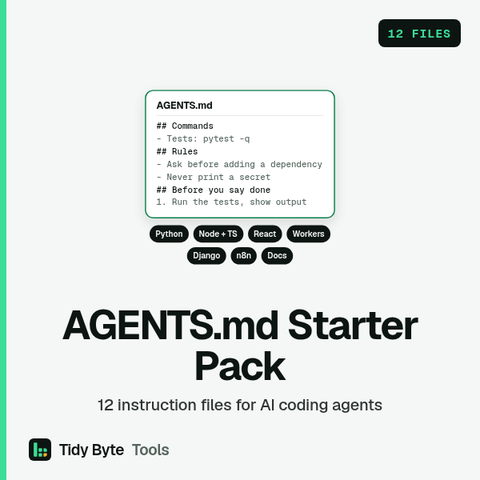 12 FILES
AGENTS.md
## Commands
- Tests: pytest -q
## Rules
- Ask before adding a dependency
- Never print a secret
## Before you say done
1. Run the tests, show output
Python Node + TS React Workers
Django n8n Docs
AGENTS.md Starter
Pack
12 instruction files for AI coding agents
Tidy Byte Tools